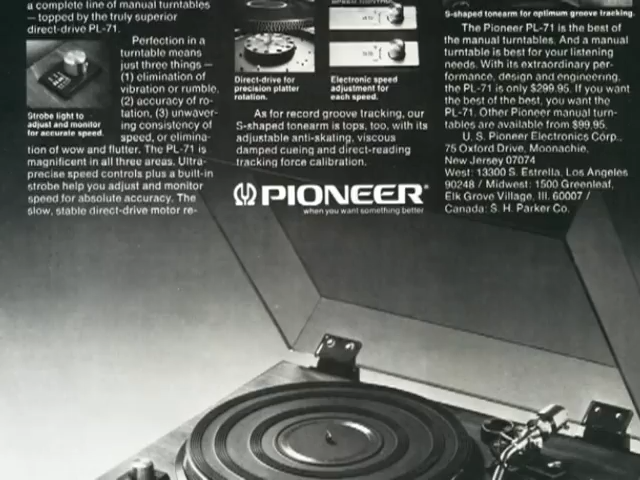 a complete line of manual turntables
— topped by the truly superior
direct-drive PL-71.
Perfection in a
turntable means
just three things —
(1) elimination of
vibration or rumble,
(2) accuracy of ro-
tation, (3) unwaver-
ing consistency of
speed, or elimina-
Strobe light to
adjust and monitor
for accurate speed.
tion of wow and flutter. The PL-71 is
magnificent in all three areas. Ultra-
precise speed controls plus a built-in
strobe help you adjust and monitor
speed for absolute accuracy. The
slow, stable direct-drive motor re-
Direct-drive for
precision platter
rotation.
SPEED CONTROL
45
33
Electronic speed
adjustment for
each speed.
As for record groove tracking, our
S-shaped tonearm is tops, too, with its
adjustable anti-skating, viscous
damped cueing and direct-reading
tracking force calibration.
PIONEER®
when you want something better
S-shaped tonearm for optimum groove tracking.
The Pioneer PL-71 is the best of
the manual turntables. And a manual
turntable is best for your listening
needs. With its extraordinary per-
formance, design and engineering,
the PL-71 is only $299.95. If you want
the best of the best, you want the
PL-71. Other Pioneer manual turn-
tables are available from $99.95.
U. S. Pioneer Electronics Corp.,
75 Oxford Drive, Moonachie,
New Jersey 07074
West: 13300 S. Estrella, Los Angeles
90248 / Midwest: 1500 Greenleaf,
Elk Grove Village, Ill. 60007 /
Canada: S. H. Parker Co.